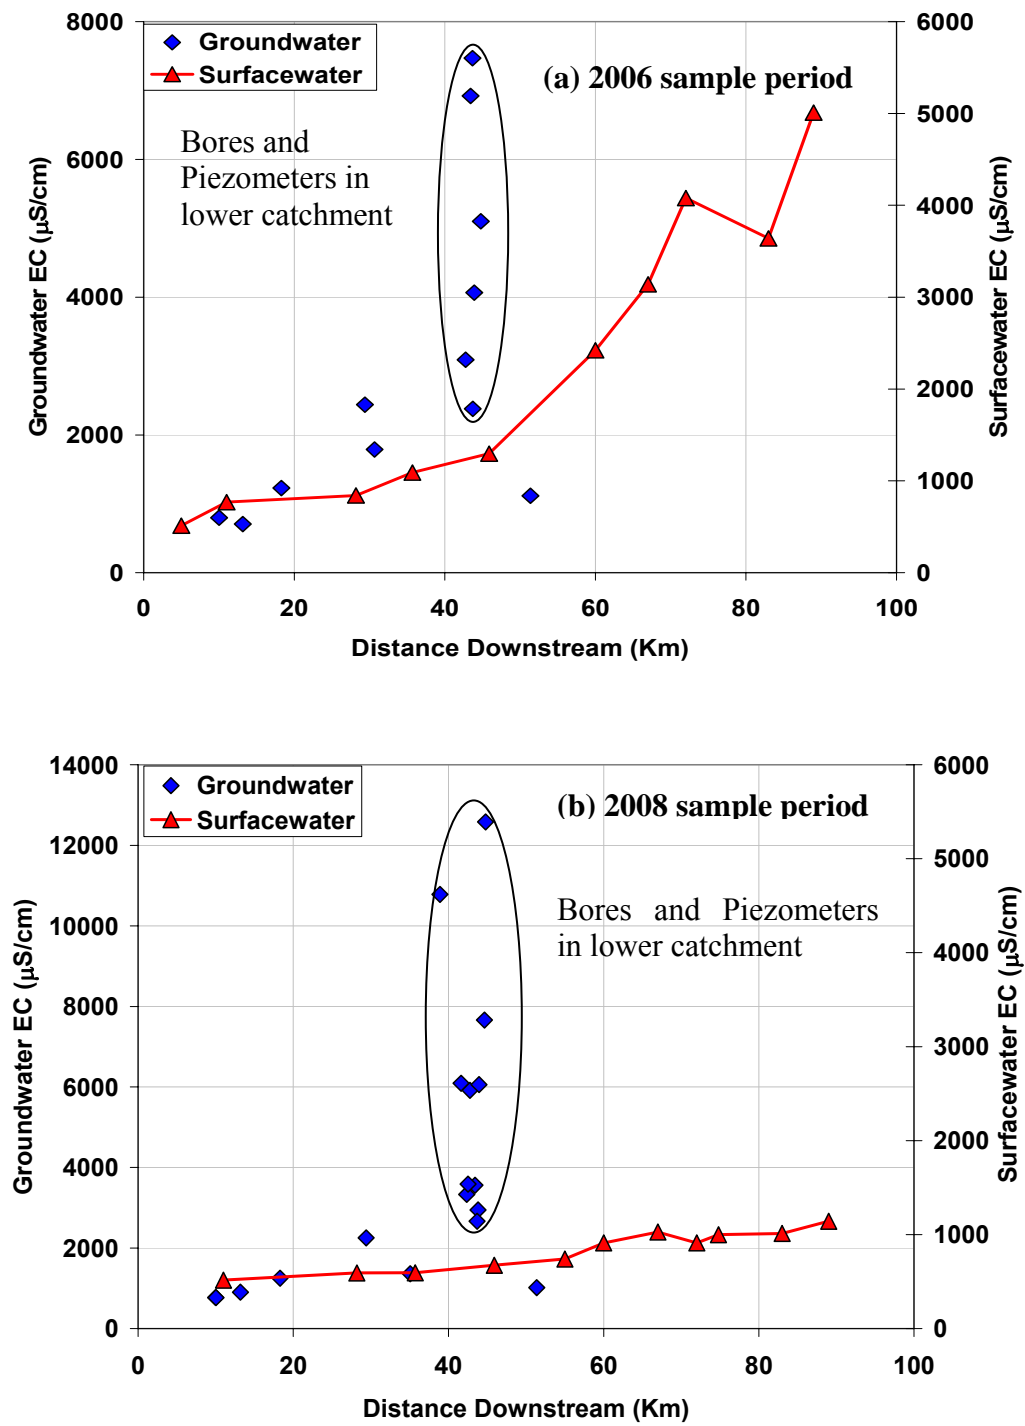 8000
6000
Groundwater
Surfacewater
(a) 2006 sample period
Bores and
Piezometers in
lower catchment
6000
4000
2000
0
5000
4000
3000
2000
1000
0
Groundwater EC (µS/cm)
Surfacewater EC (µS/cm)
0 20 40 60 80 100
Distance Downstream (Km)
14000
6000
Groundwater
Surfacewater
(b) 2008 sample period
Bores and Piezometers
in lower catchment
12000
10000
8000
6000
4000
2000
0
5000
4000
3000
2000
1000
0
Groundwater EC (µS/cm)
Surfacewater EC (µS/cm)
0 20 40 60 80 100
Distance Downstream (Km)